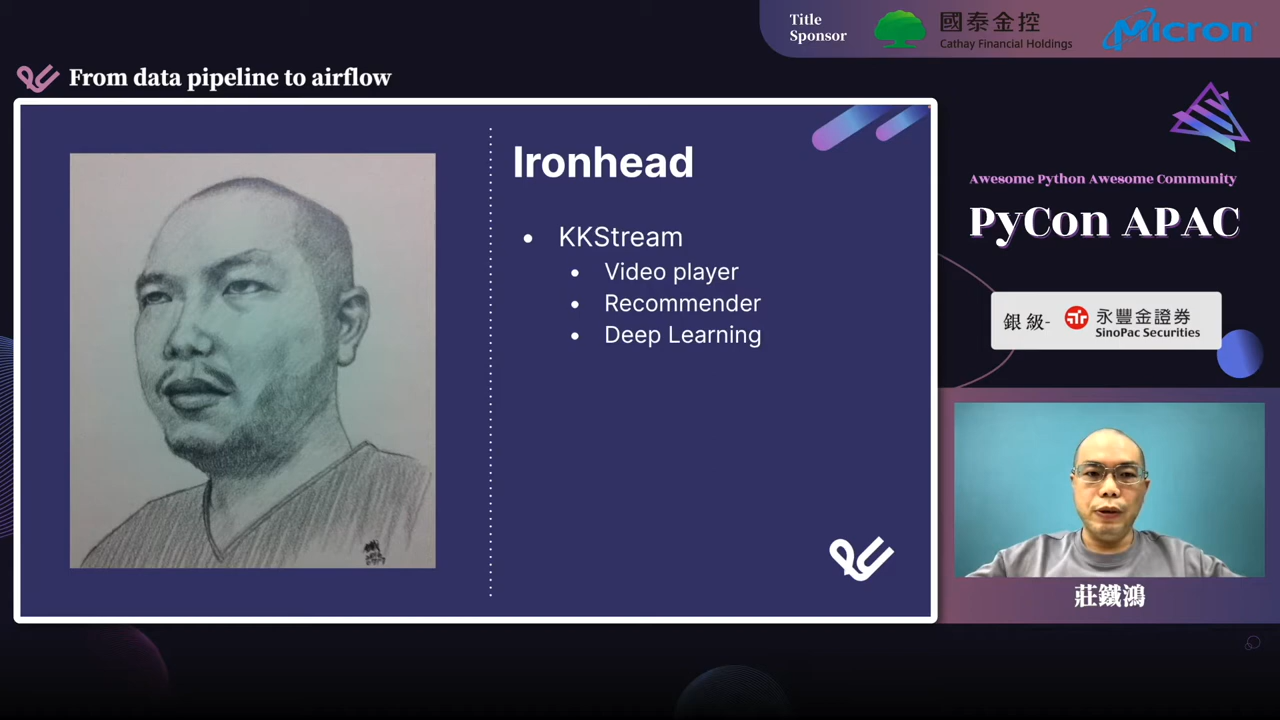 Title
Sponsor
國泰金控
Cathay Financial Holdings
Micron
From data pipeline to airflow
Ironhead
KKStream
Video player
Recommender
Deep Learning
Awesome Python Awesome Community
PyCon APAC
銀級-
永豐金證券
SinoPac Securities
莊鐵鴻